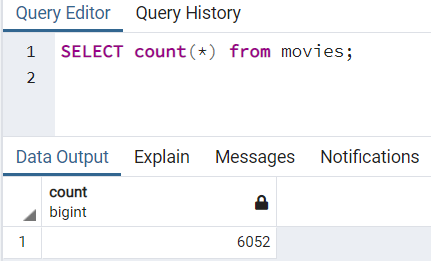 Query Editor Query History
1 SELECT count(*) from movies;
2
Data Output Explain Messages Notifications
count
bigint
1 6052